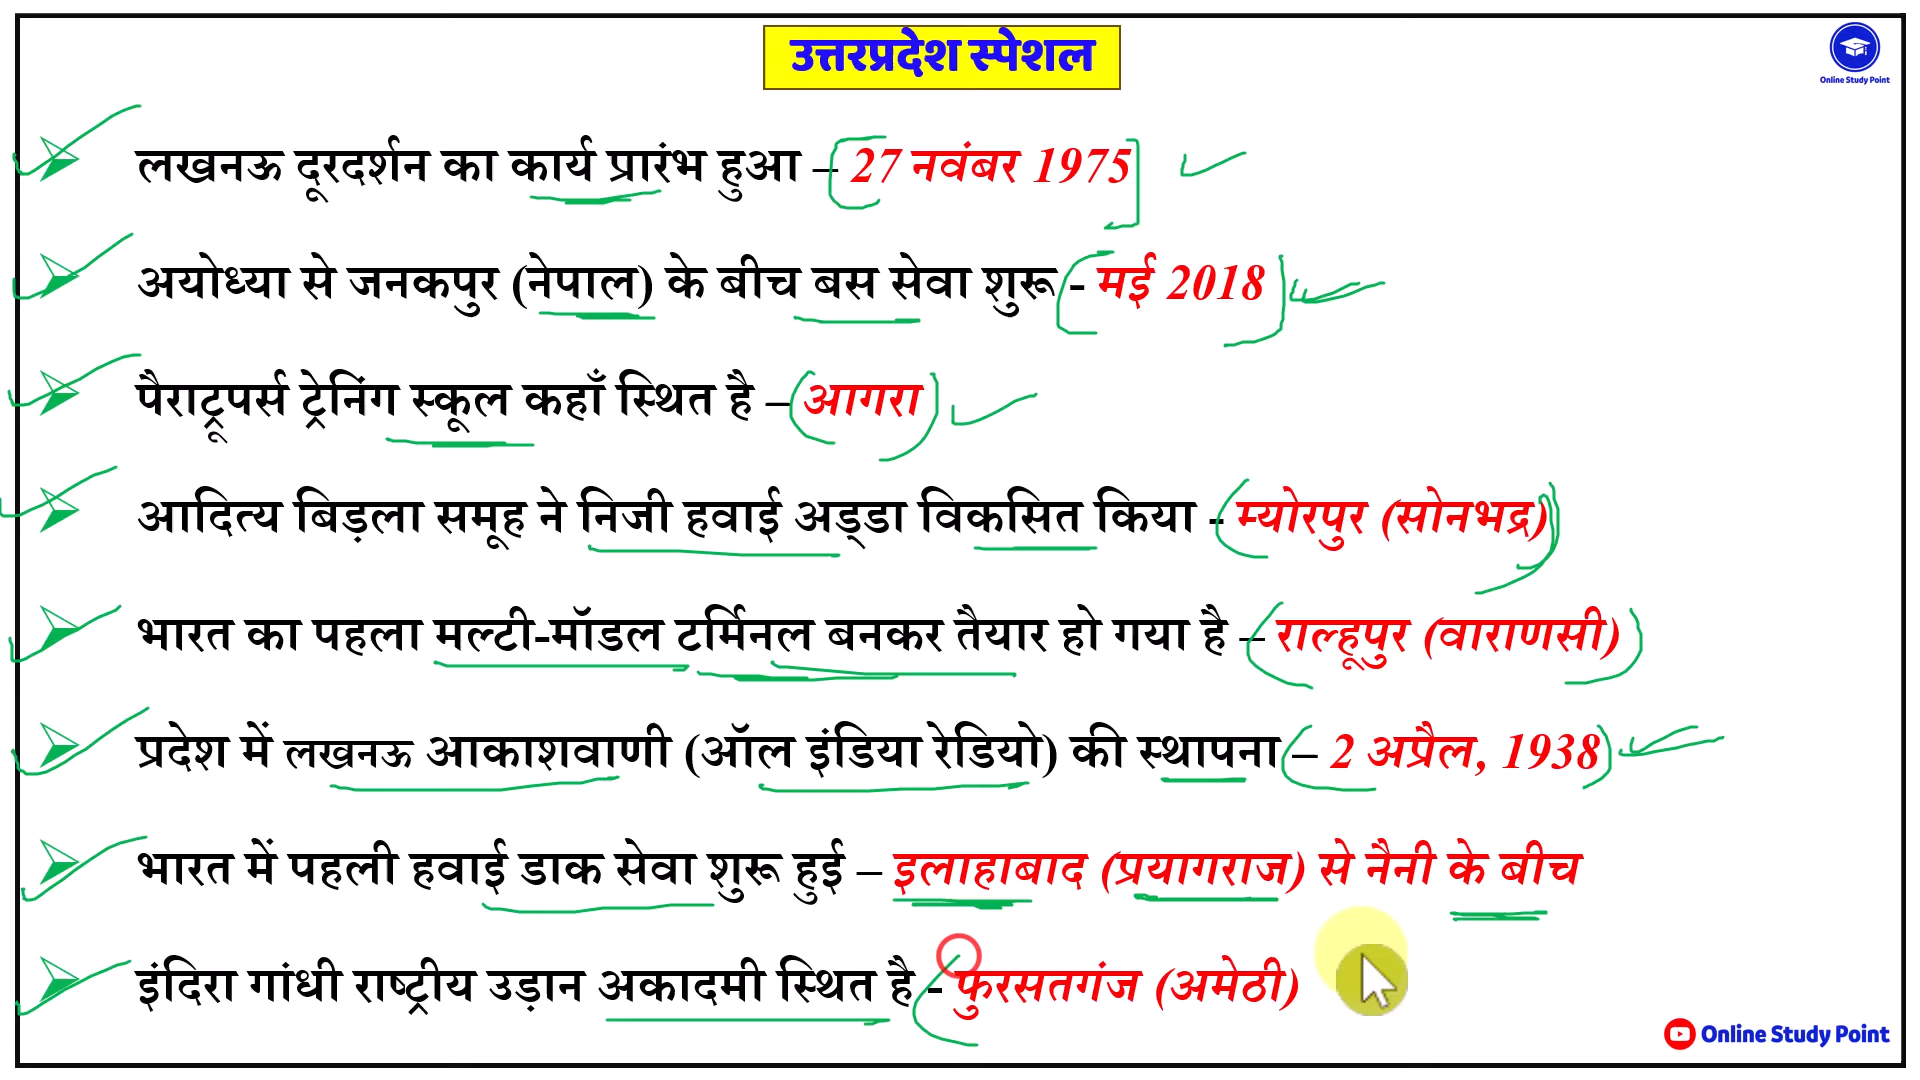 उत्तरप्रदेश स्पेशल
Online Study Point
लखनऊ दूरदर्शन का कार्य प्रारंभ हुआ – 27 नवंबर 1975
अयोध्या से जनकपुर (नेपाल) के बीच बस सेवा शुरू - मई 2018
पैराट्रूपर्स ट्रेनिंग स्कूल कहाँ स्थित है – आगरा
आदित्य बिड़ला समूह ने निजी हवाई अड्डा विकसित किया - म्योरपुर (सोनभद्र)
भारत का पहला मल्टी-मॉडल टर्मिनल बनकर तैयार हो गया है – राल्हूपुर (वाराणसी)
प्रदेश में लखनऊ आकाशवाणी (ऑल इंडिया रेडियो) की स्थापना – 2 अप्रैल, 1938
भारत में पहली हवाई डाक सेवा शुरू हुई – इलाहाबाद (प्रयागराज) से नैनी के बीच
इंदिरा गांधी राष्ट्रीय उड़ान अकादमी स्थित है - फुरसतगंज (अमेठी)
Online Study Point